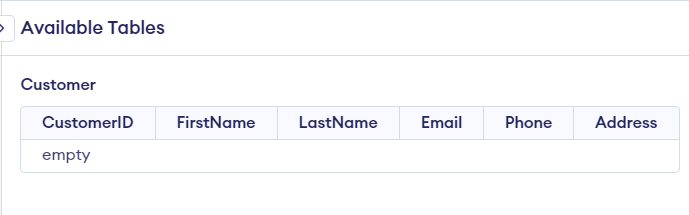 Available Tables
Customer
CustomerID FirstName LastName Email Phone Address
empty